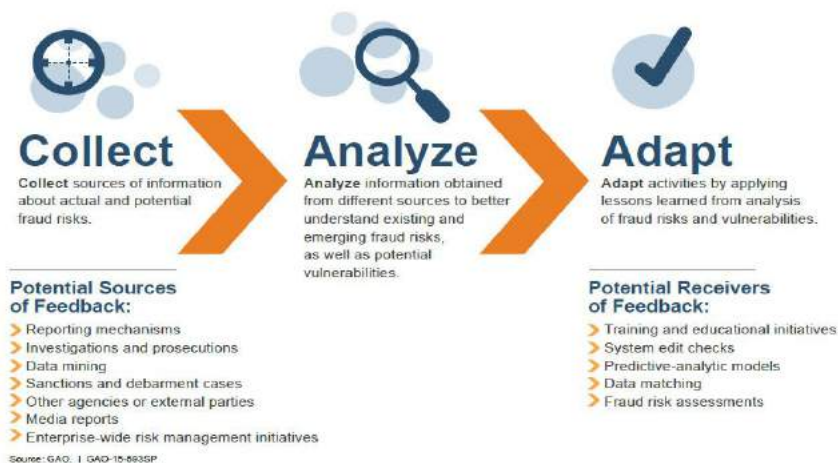 Collect
Collect sources of information
about actual and potential
fraud risks.
Analyze
Analyze information obtained
from different sources to better
understand existing and
emerging fraud risks,
as well as potential
vulnerabilities.
Adapt
Adapt activities by applying
lessons learned from analysis
of fraud risks and vulnerabilities.
Potential Sources
of Feedback:
Reporting mechanisms
Investigations and prosecutions
Data mining
Sanctions and debarment cases
Other agencies or external parties
Media reports
Enterprise-wide risk management initiatives
Potential Receivers
of Feedback:
Training and educational initiatives
System edit checks
Predictive-analytic models
Data matching
Fraud risk assessments
Source: GAO. | GAO-15-593SP